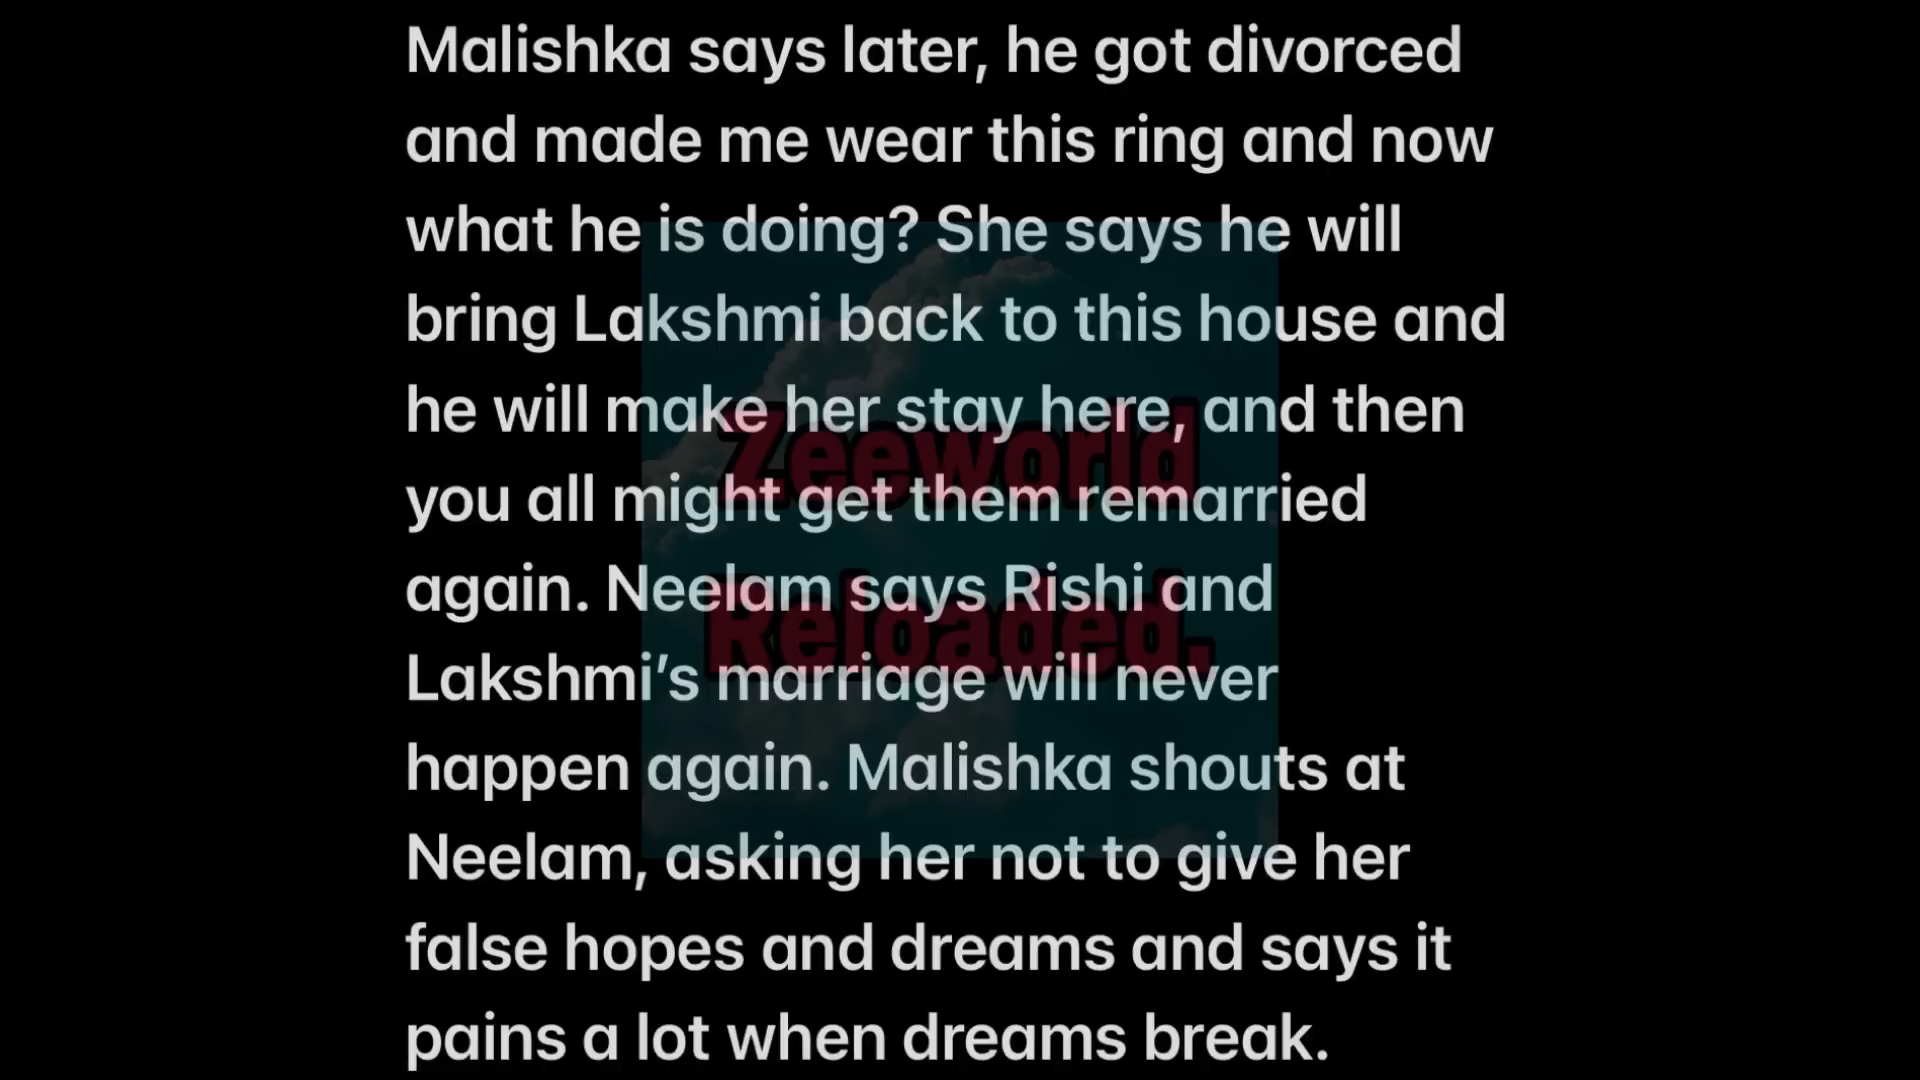 Malishka says later, he got divorced
and made me wear this ring and now
what he is doing? She says he will
bring Lakshmi back to this house and
he will make her stay here, and then
you all might get them remarried
again. Neelam says Rishi and
Lakshmi's marriage will never
happen again. Malishka shouts at
Neelam, asking her not to give her
false hopes and dreams and says it
pains a lot when dreams break.
Zeeworld
Reloaded.